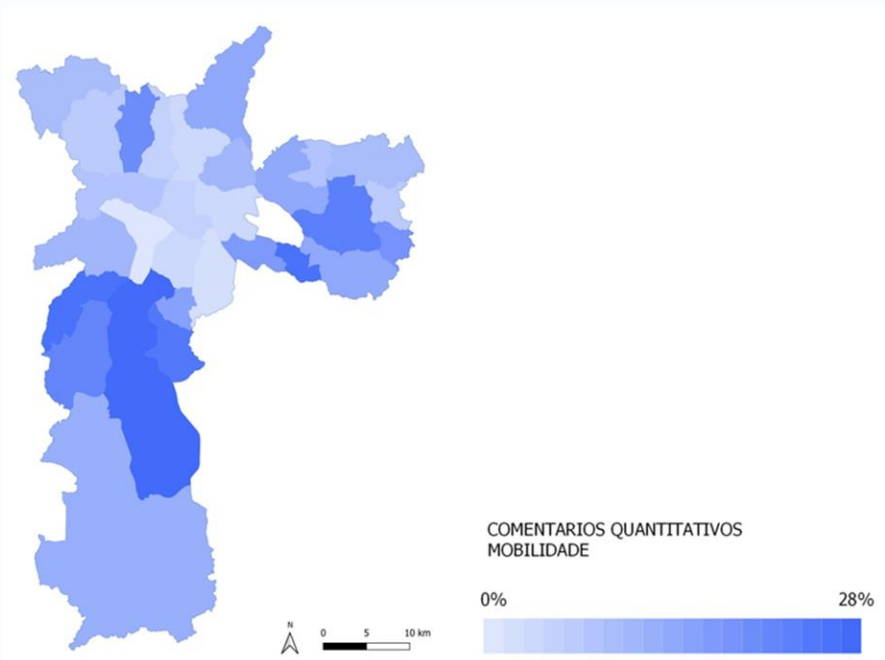 COMENTARIOS QUANTITATIVOS
MOBILIDADE
0% 28%
N
0 5 10 km